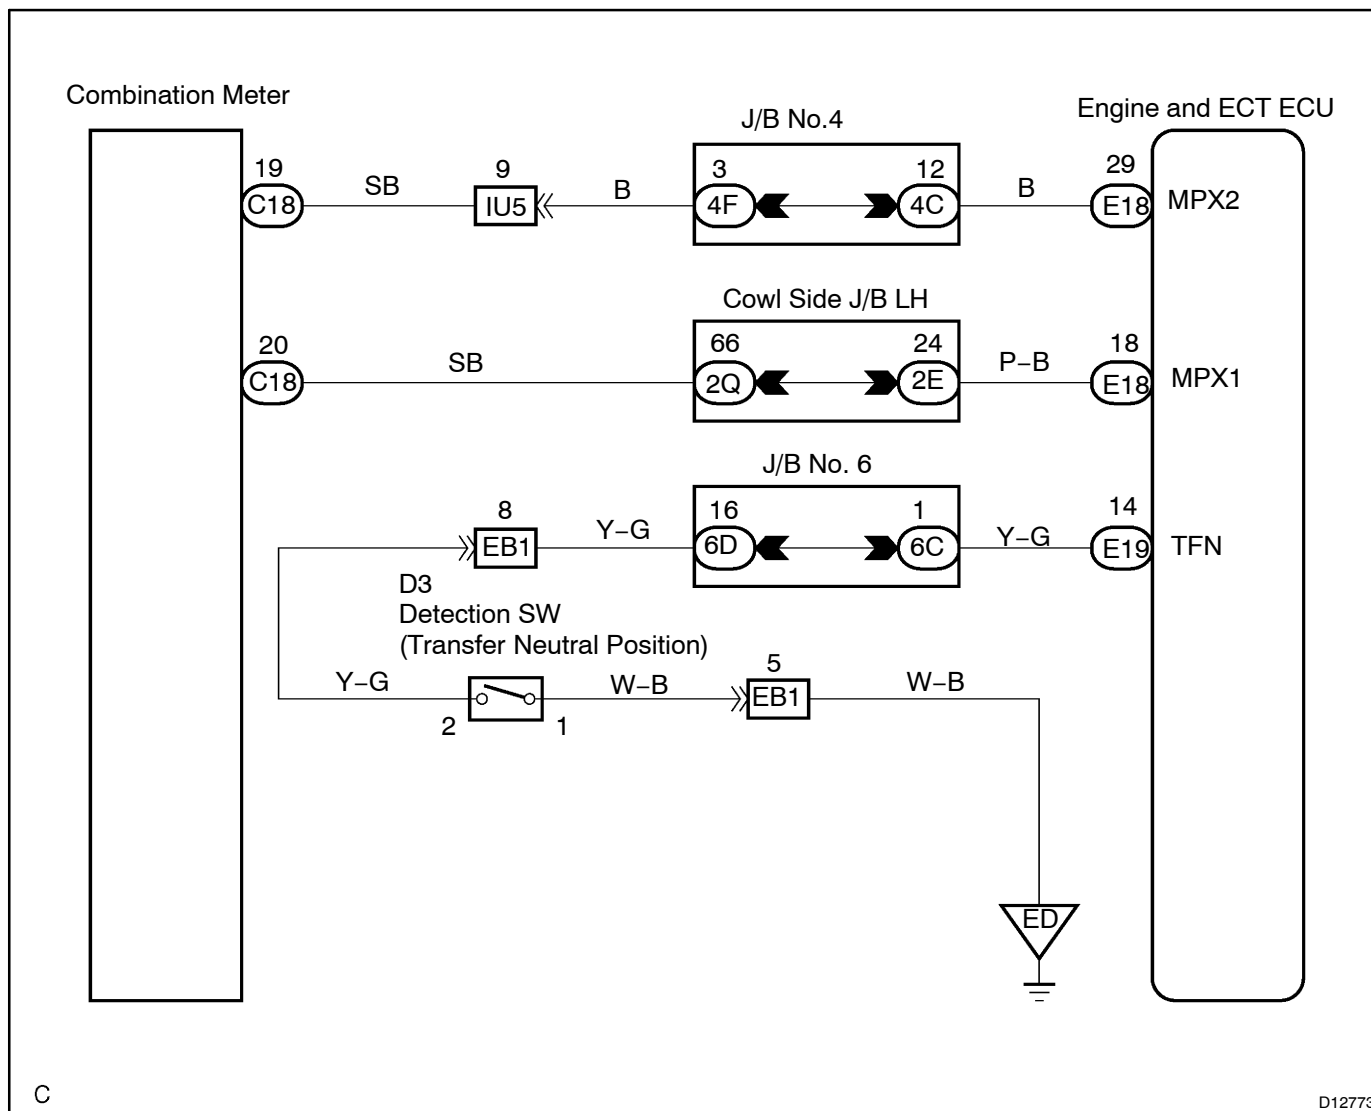 Combination Meter
J/B No.4
Engine and ECT ECU
19
9
3
12
29
C18
SB
IU5
B
4F
4C
B
E18
MPX2
Cowl Side J/B LH
20
66
24
18
C18
SB
2Q
2E
P–B
E18
MPX1
J/B No. 6
8
16
1
14
EB1
Y–G
6D
6C
Y–G
E19
TFN
D3
Detection SW
(Transfer Neutral Position)
5
Y–G
W–B
EB1
W–B
2
1
ED
C
D12773